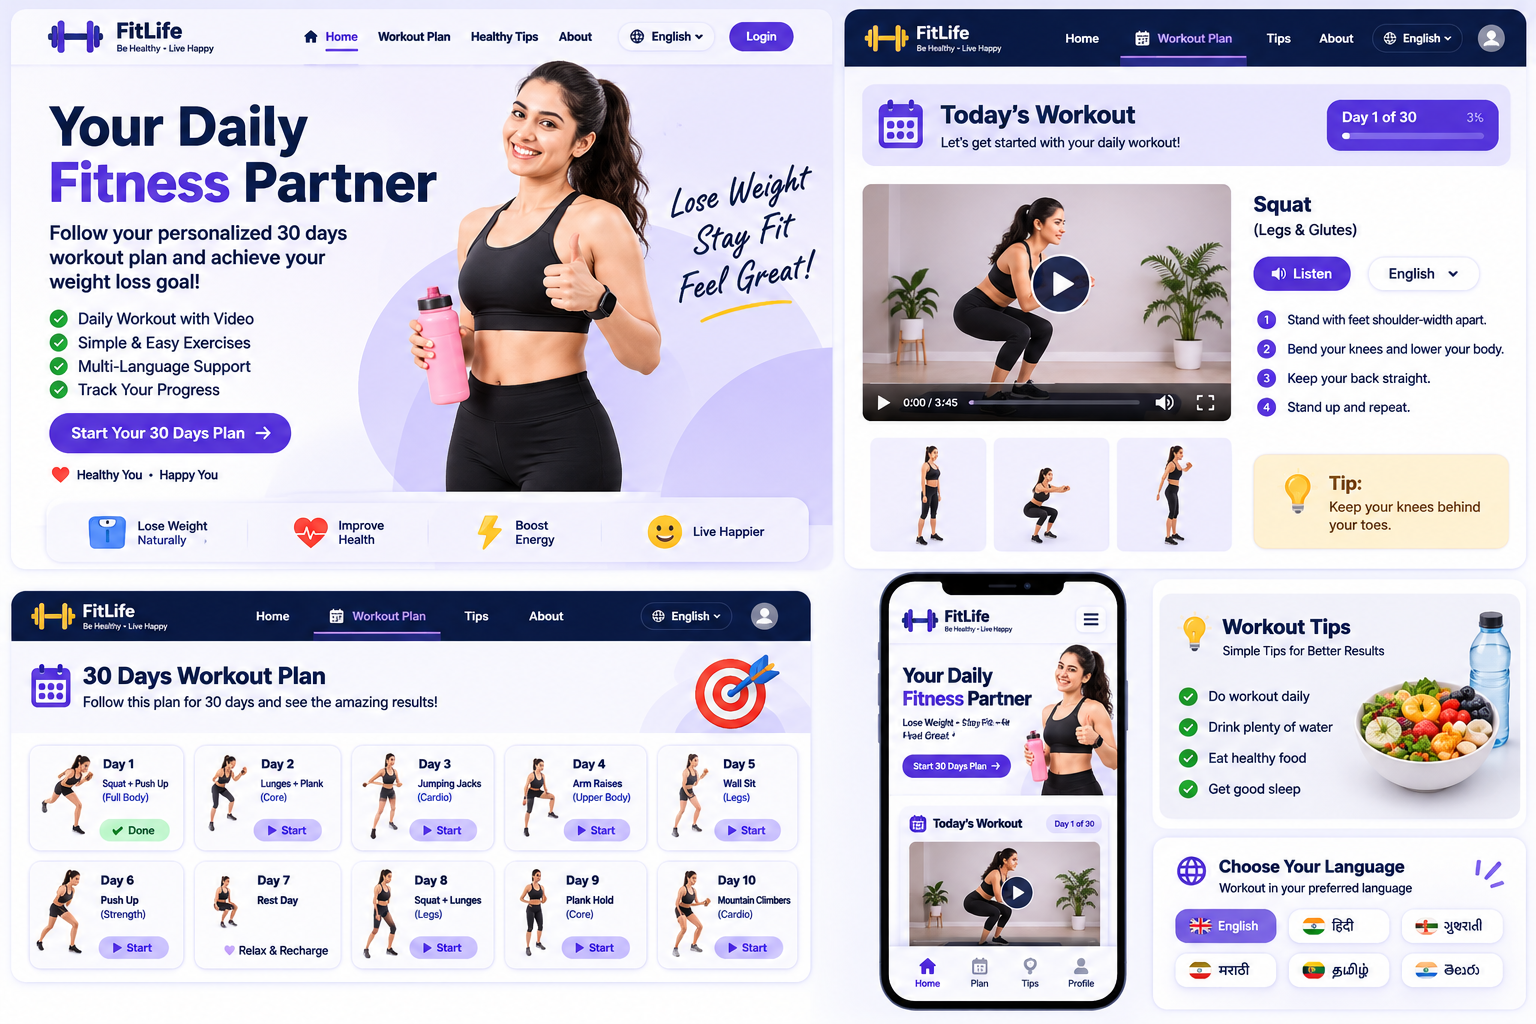 FitLife
Be Healthy • Live Happy
Home
Workout Plan
Healthy Tips
About
English
Login
Your Daily
Fitness Partner
Follow your personalized 30 days
workout plan and achieve your
weight loss goal!
Daily Workout with Video
Simple & Easy Exercises
Multi-Language Support
Track Your Progress
Start Your 30 Days Plan →
Healthy You • Happy You
Lose Weight
Stay Fit
Feel Great!
Lose Weight
Naturally
Improve
Health
Boost
Energy
Live Happier
FitLife
Be Healthy • Live Happy
Home
Workout Plan
Tips
About
English
Today's Workout
Let's get started with your daily workout!
Day 1 of 30
3%
0:00 / 3:45
Squat
(Legs & Glutes)
Listen
English
1 Stand with feet shoulder-width apart.
2 Bend your knees and lower your body.
3 Keep your back straight.
4 Stand up and repeat.
Tip:
Keep your knees behind
your toes.
FitLife
Be Healthy • Live Happy
Home
Workout Plan
Tips
About
English
30 Days Workout Plan
Follow this plan for 30 days and see the amazing results!
Day 1
Squat + Push Up
(Full Body)
Done
Day 2
Lunges + Plank
(Core)
Start
Day 3
Jumping Jacks
(Cardio)
Start
Day 4
Arm Raises
(Upper Body)
Start
Day 5
Wall Sit
(Legs)
Start
Day 6
Push Up
(Strength)
Start
Day 7
Rest Day
Relax & Recharge
Day 8
Squat + Lunges
(Legs)
Start
Day 9
Plank Hold
(Core)
Start
Day 10
Mountain Climbers
(Cardio)
Start
FitLife
Be Healthy • Live Happy
Your Daily
Fitness Partner
Lose Weight •
Start 30 Days Plan →
Today's Workout
Day 1 of 30
Home
Plan
Tips
Profile
Workout Tips
Simple Tips for Better Results
Do workout daily
Drink plenty of water
Eat healthy food
Get good sleep
Choose Your Language
Workout in your preferred language
English
हिंदी
ગુજરાતી
मराठी
தமிழ்